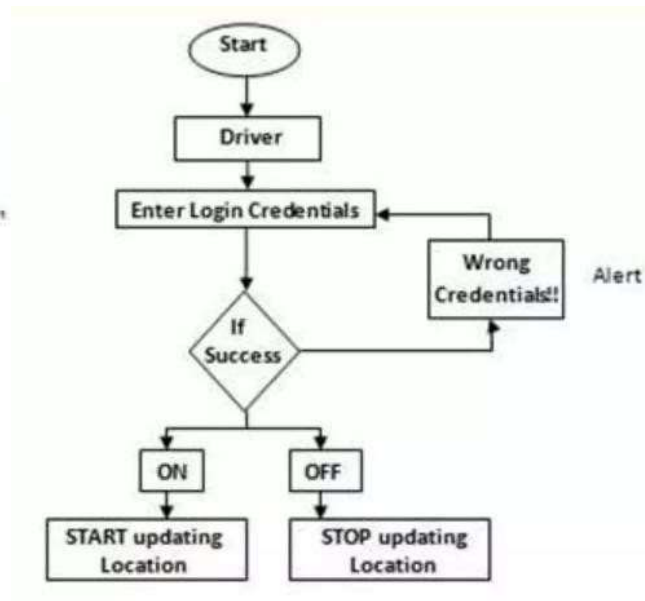 Start
Driver
Enter Login Credentials
Wrong
Credentials!!
Alert
If
Success
ON
OFF
START updating
Location
STOP updating
Location